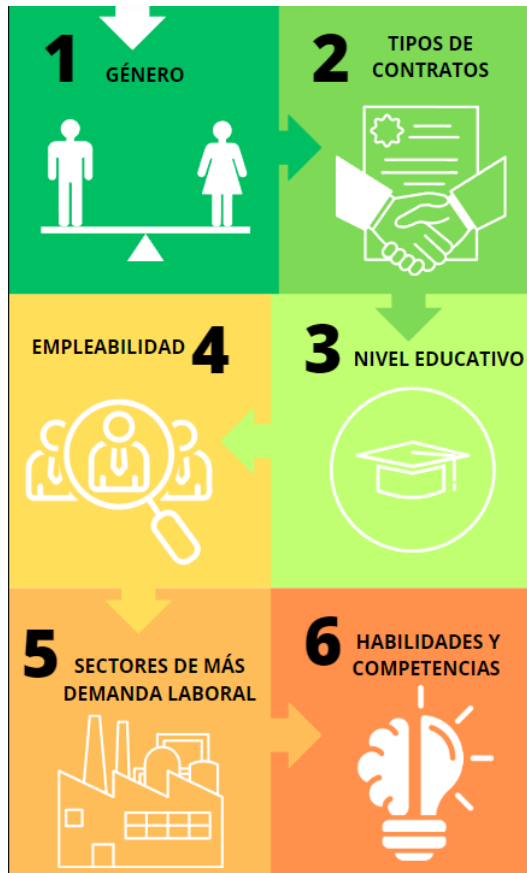 1 GÉNERO
2 TIPOS DE
CONTRATOS
3 NIVEL EDUCATIVO
EMPLEABILIDAD 4
5 SECTORES DE MÁS
DEMANDA LABORAL
6 HABILIDADES Y
COMPETENCIAS